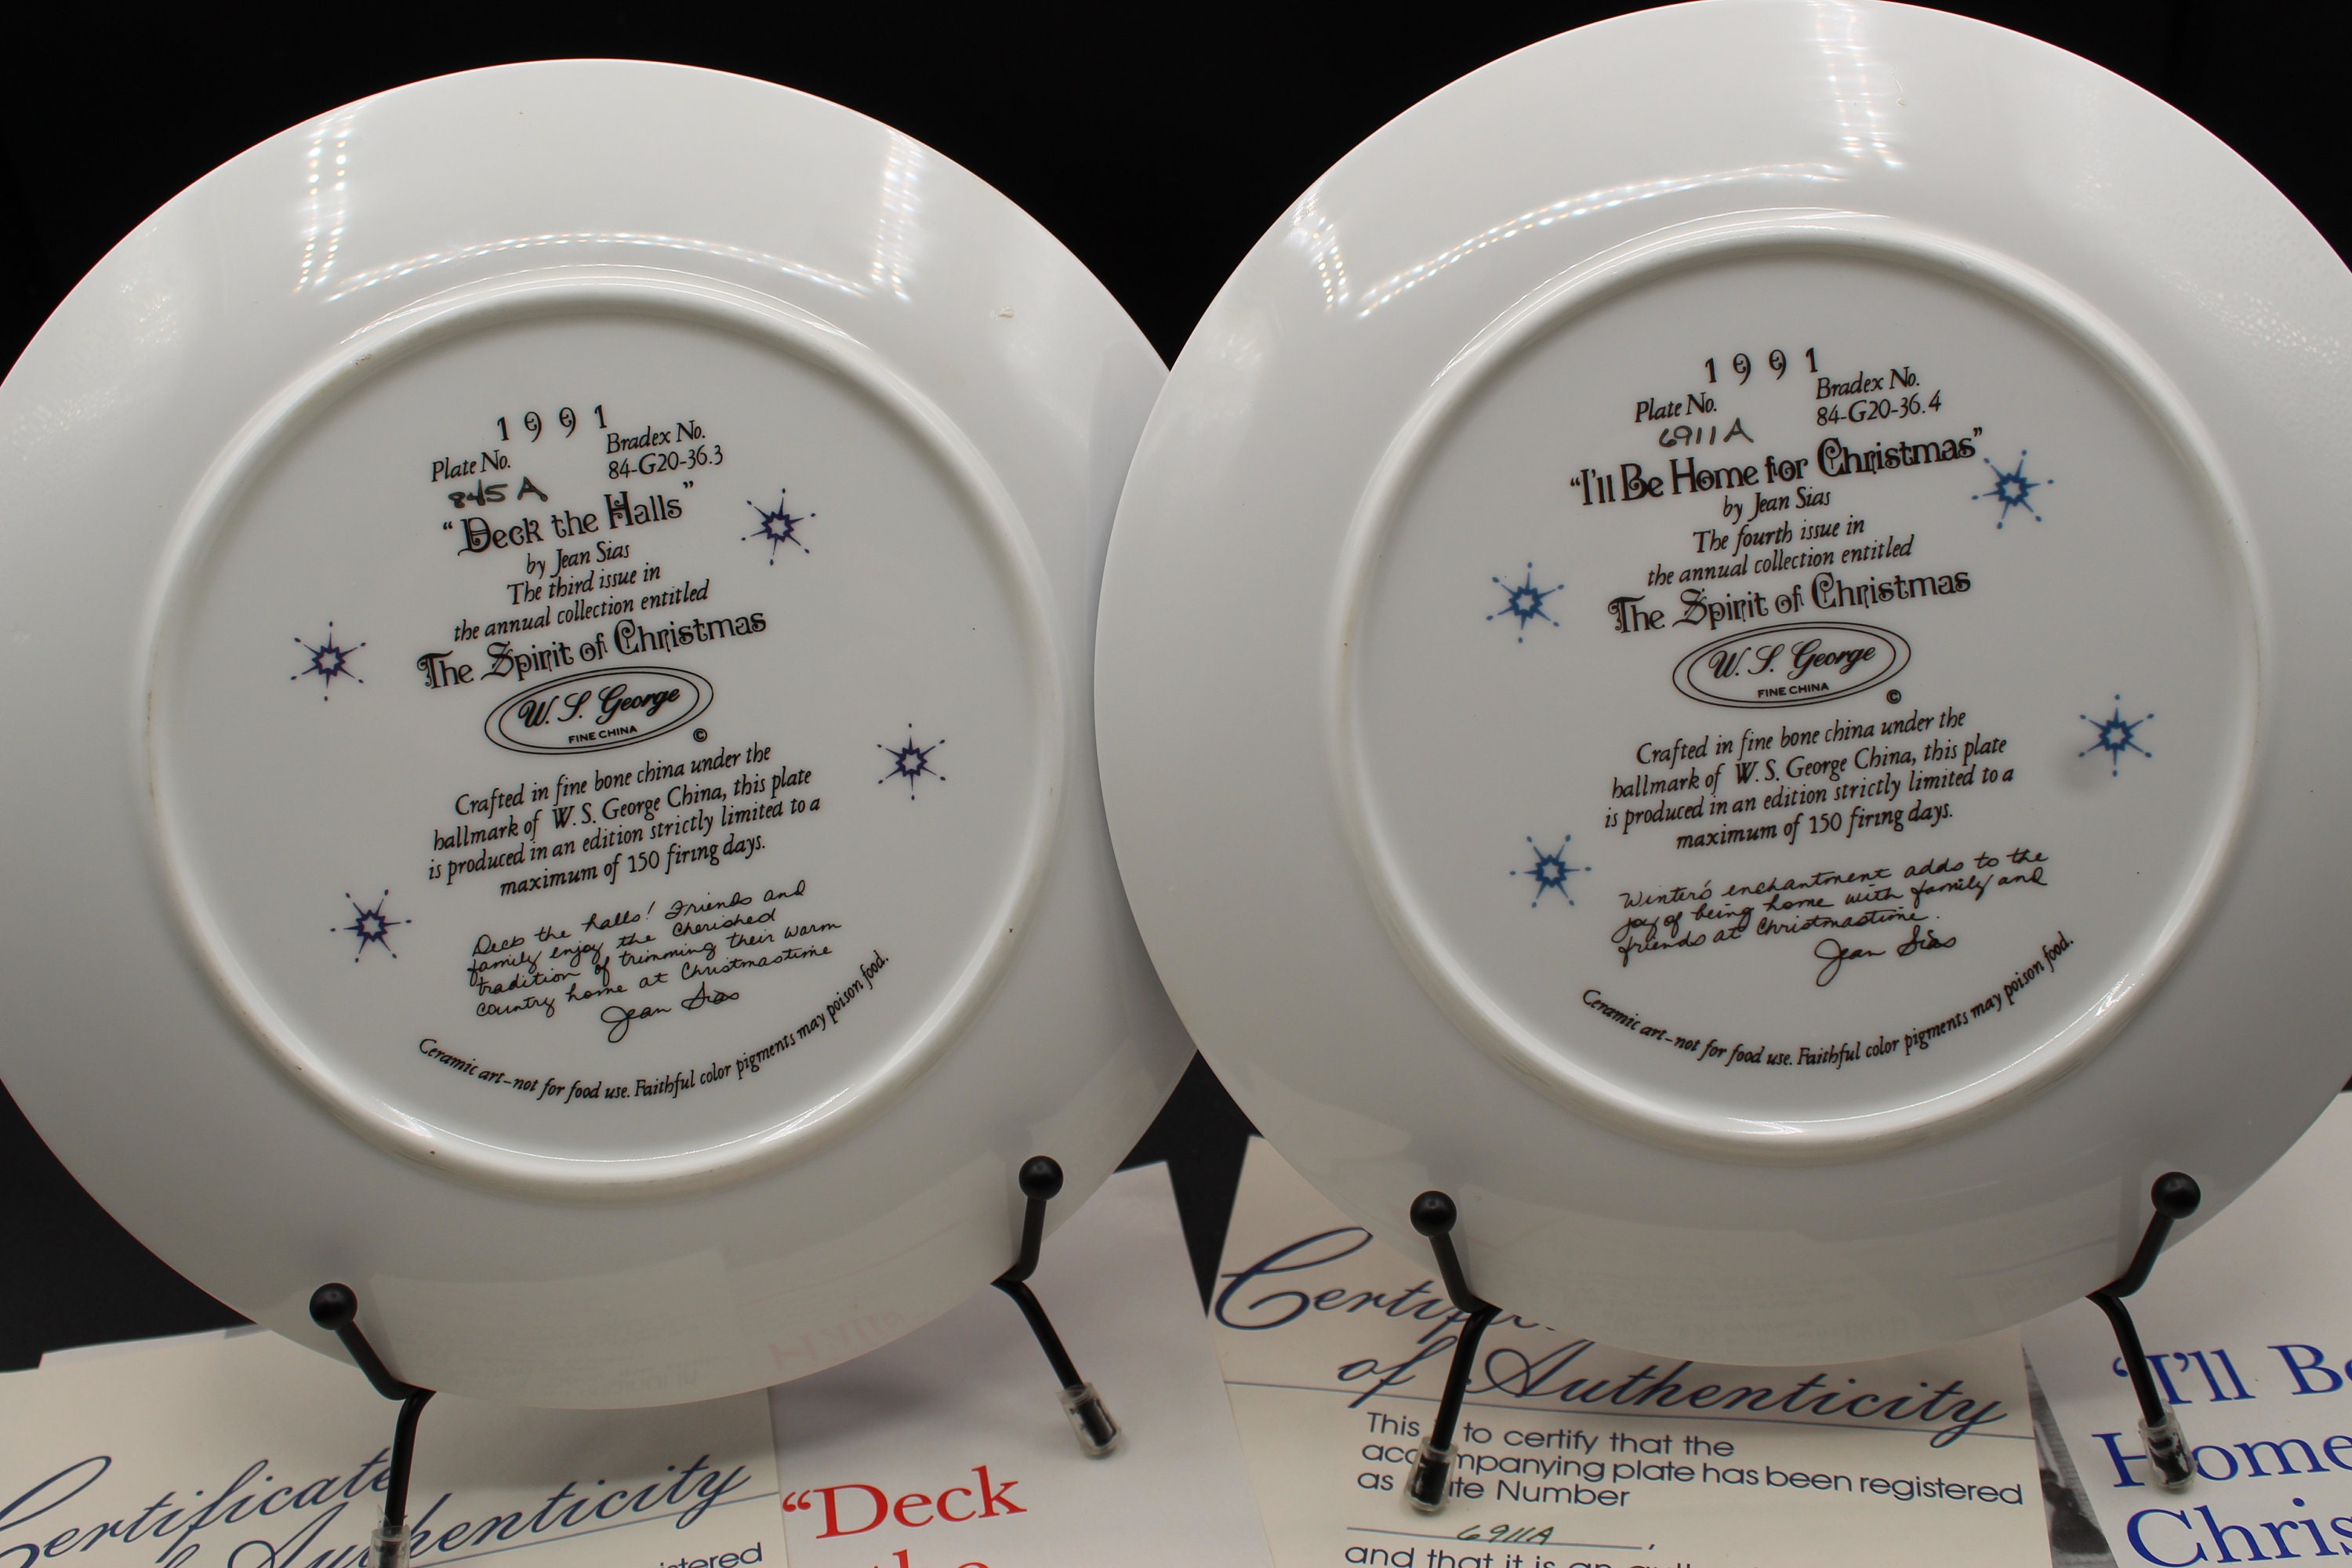 1991
Plate No. Bradex No.
845A 84-G20-36.3
“Deck the Halls”
by Jean Sias
The third issue in
the annual collection entitled
The Spirit of Christmas
W. S. George
FINE CHINA
©
Crafted in fine bone china under the
hallmark of W. S. George China, this plate
is produced in an edition strictly limited to a
maximum of 150 firing days.
Deck the halls! Friends and
family enjoy the cherished
tradition of trimming their warm
country home at Christmastime
Jean Sias
Ceramic art–not for food use. Faithful color pigments may poison food.
1991
Plate No. Bradex No.
6911A 84-G20-36.4
“I'll Be Home for Christmas”
by Jean Sias
The fourth issue in
the annual collection entitled
The Spirit of Christmas
W. S. George
FINE CHINA
©
Crafted in fine bone china under the
hallmark of W. S. George China, this plate
is produced in an edition strictly limited to a
maximum of 150 firing days.
Winter's enchantment adds to the
joy of being home with family and
friends at Christmastime.
Jean Sias
Ceramic art–not for food use. Faithful color pigments may poison food.
Certificate
Authenticity
“Deck
the
of Authenticity
This to certify that the
accompanying plate has been registered
as Number
6911A,
and that it is an
“I'll Be
Home